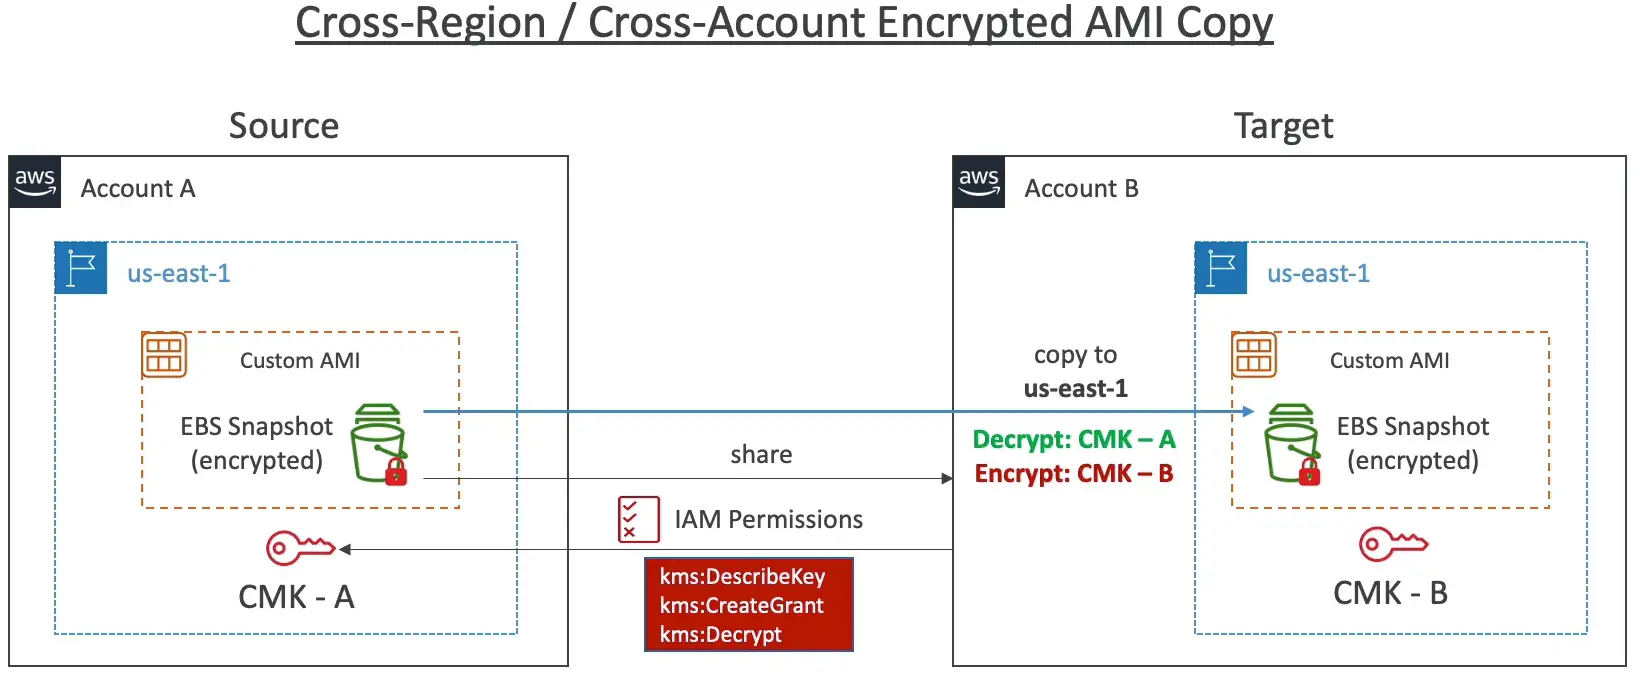 Cross-Region / Cross-Account Encrypted AMI Copy
Source
Target
aws
Account A
aws
Account B
us-east-1
us-east-1
Custom AMI
Custom AMI
copy to
us-east-1
EBS Snapshot
(encrypted)
EBS Snapshot
(encrypted)
Decrypt: CMK – A
Encrypt: CMK – B
share
IAM Permissions
kms:DescribeKey
kms:CreateGrant
kms:Decrypt
CMK - A
CMK - B